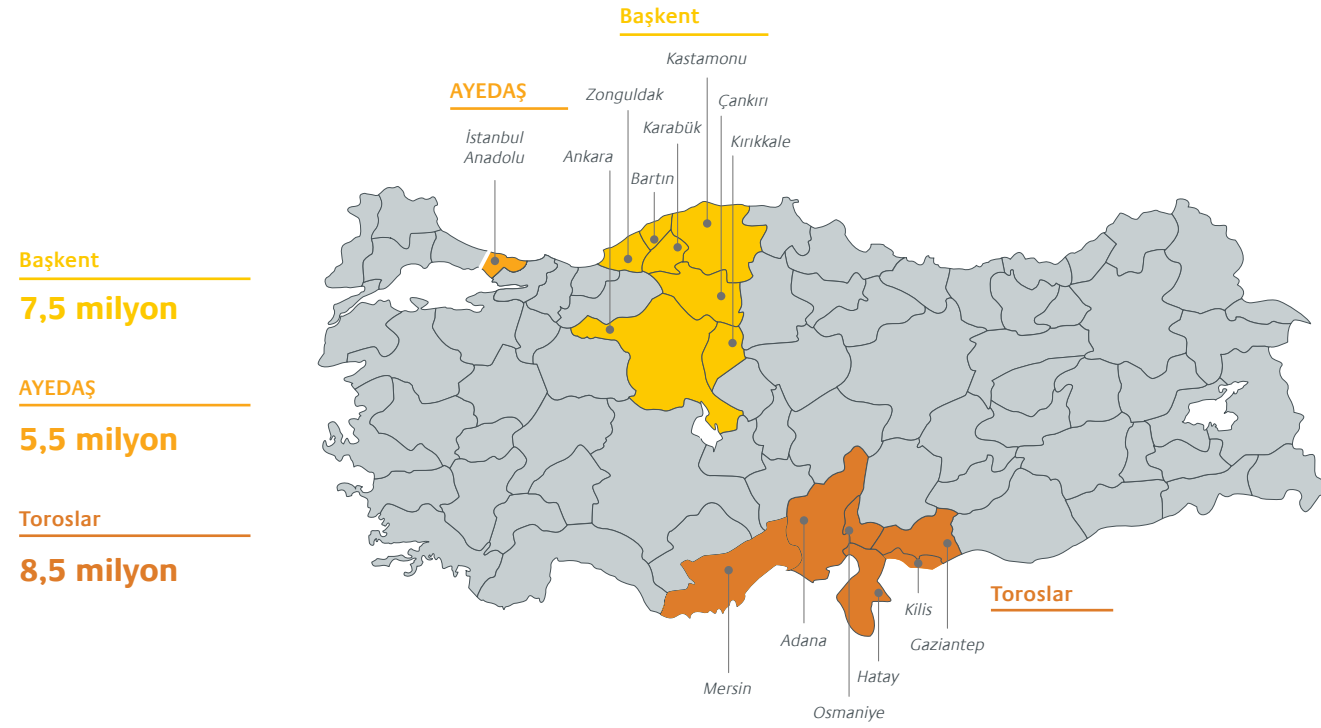 Başkent
Kastamonu
AYEDAŞ
Zonguldak
Çankırı
Karabük
İstanbul
Anadolu
Kırıkkale
Ankara
Bartın
Başkent
7,5 milyon
AYEDAŞ
5,5 milyon
Toroslar
8,5 milyon
Toroslar
Kilis
Adana
Gaziantep
Hatay
Mersin
Osmaniye